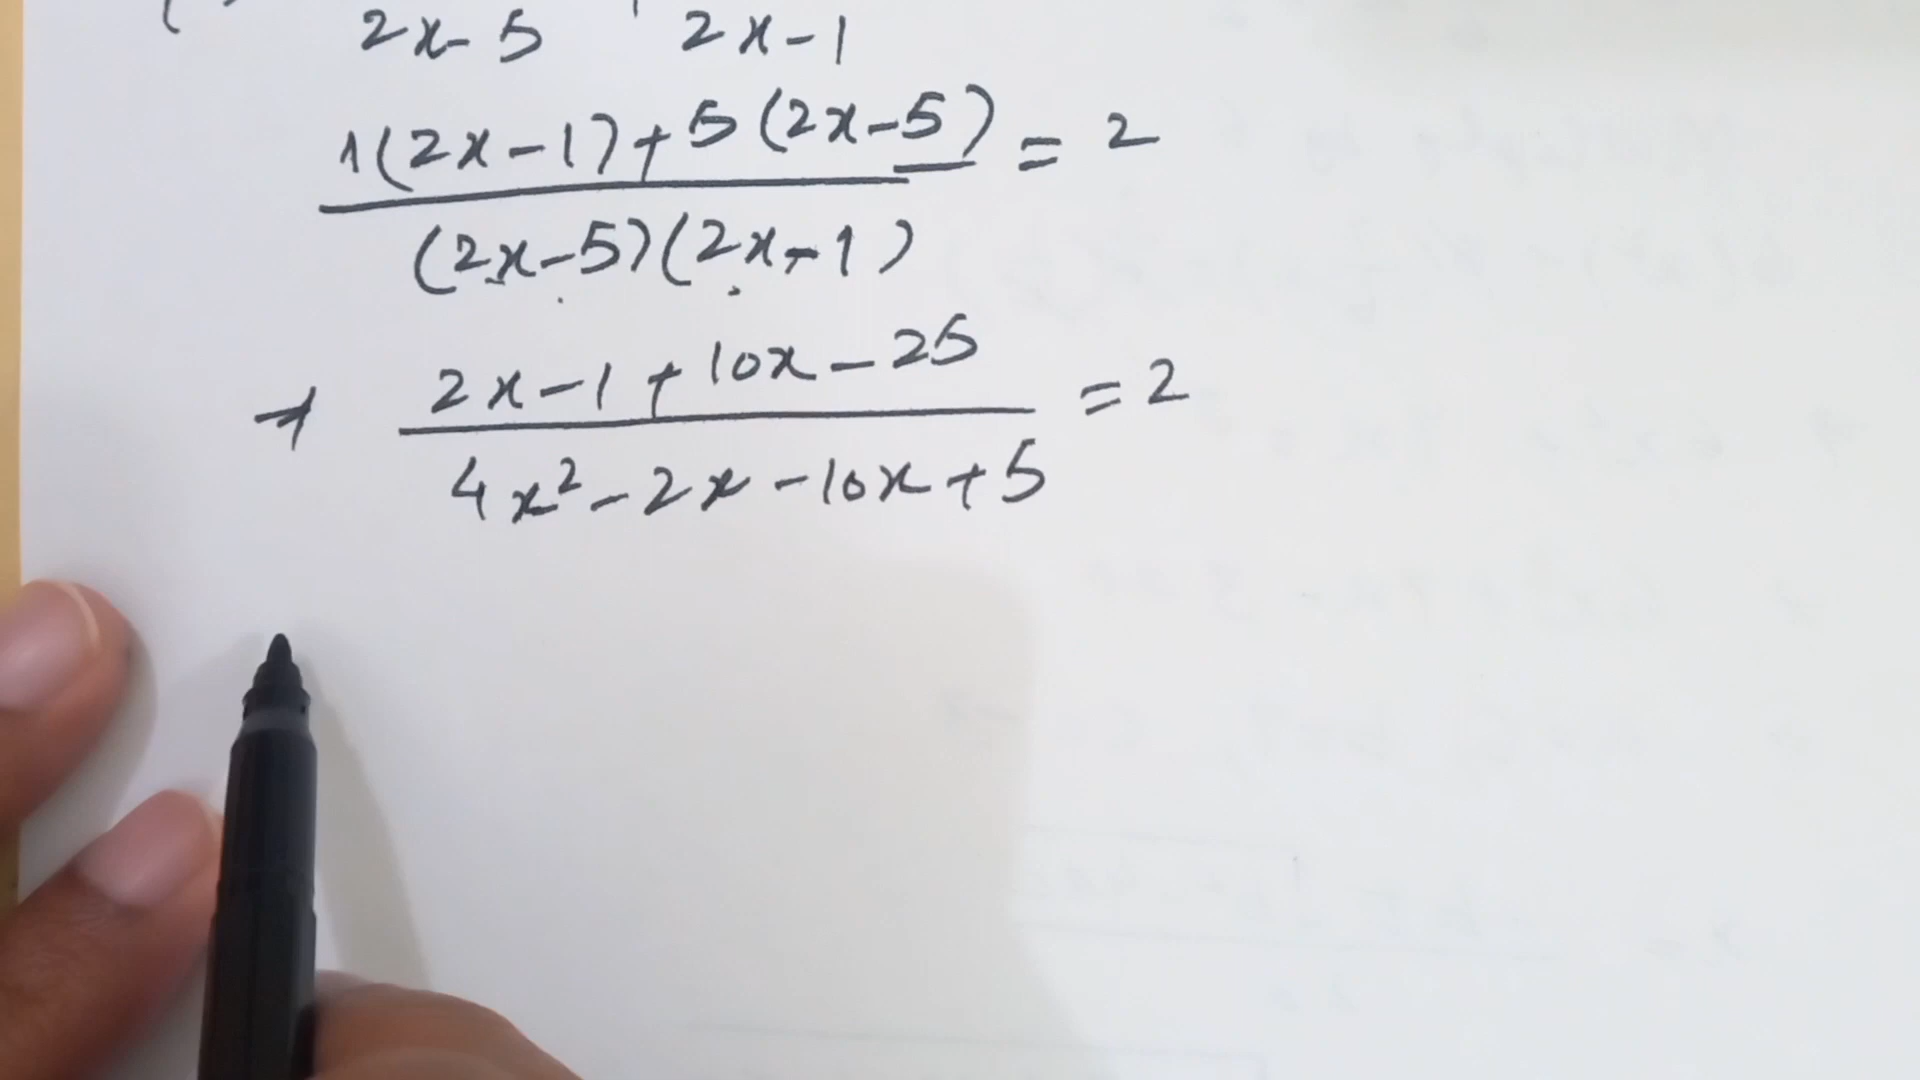 2x-5 2x-1
1(2x-1)+5(2x-5) = 2
(2x-5)(2x-1)
→ 2x-1+10x-25 = 2
4x²-2x-10x+5